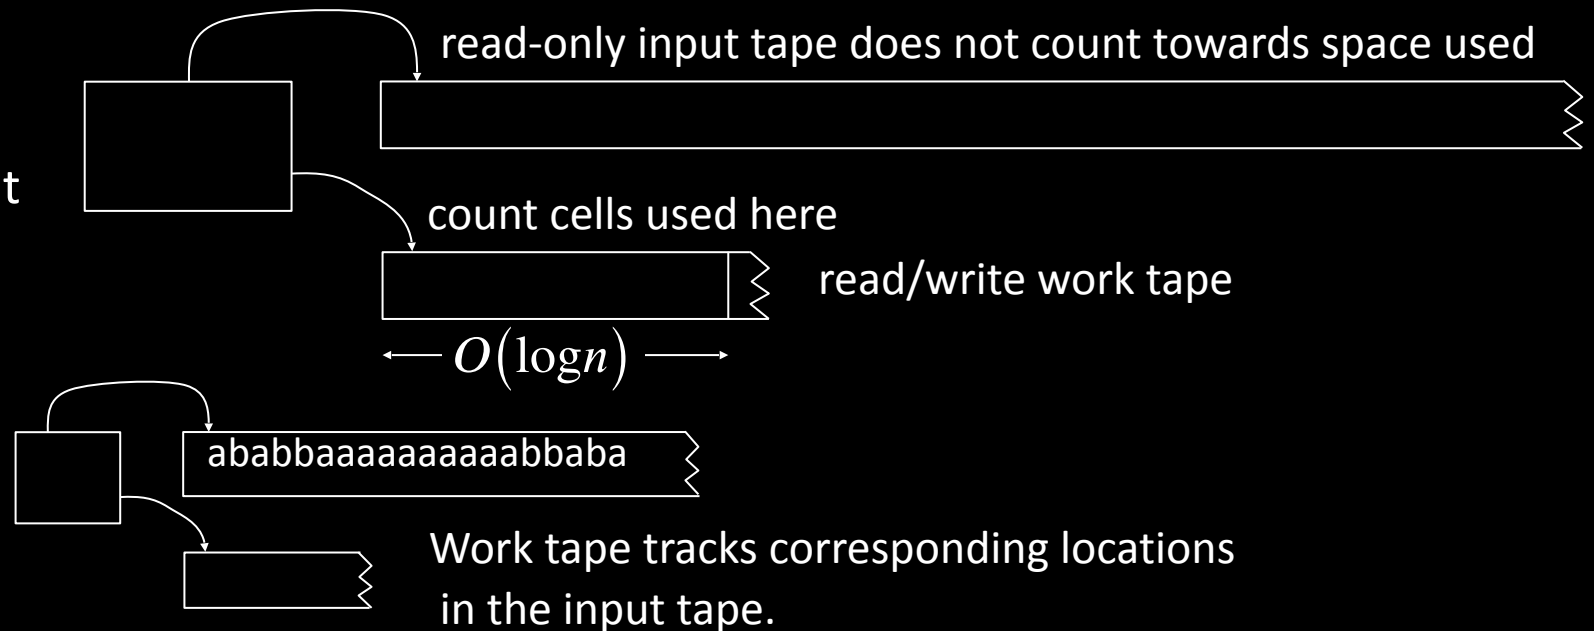 read-only input tape does not count towards space used
t
count cells used here
read/write work tape
O(logn)
ababbaaaaaaaaaabbaba
Work tape tracks corresponding locations
in the input tape.